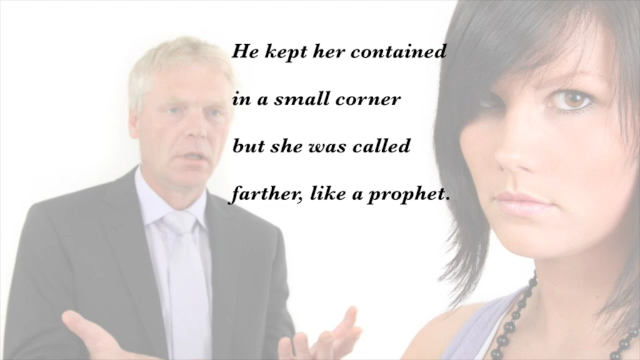 He kept her contained
in a small corner
but she was called
farther, like a prophet.